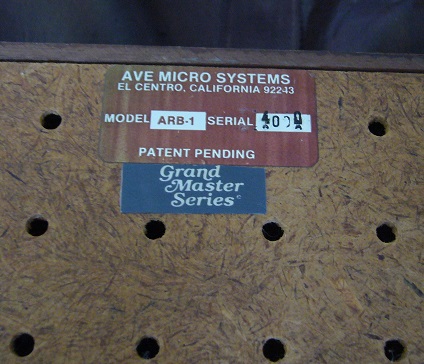 AVE MICRO SYSTEMS
EL CENTRO, CALIFORNIA 92243
MODEL ARB-1 SERIAL
PATENT PENDING
Grand
Master
Series©